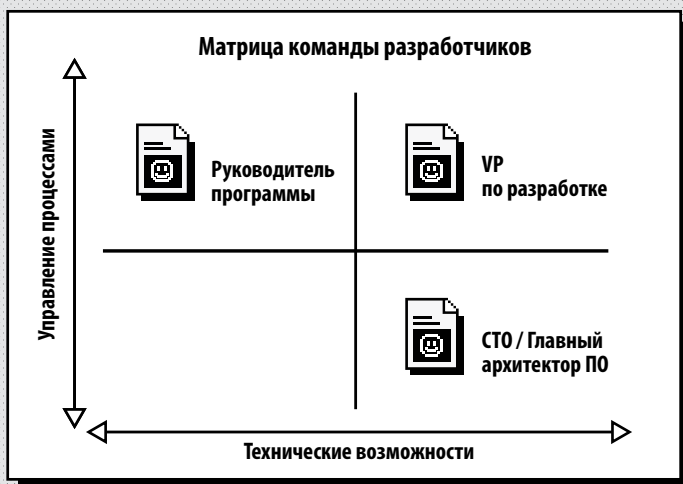 Матрица команды разработчиков
Управление процессами
Руководитель
программы
VP
по разработке
CTO / Главный
архитектор ПО
Технические возможности